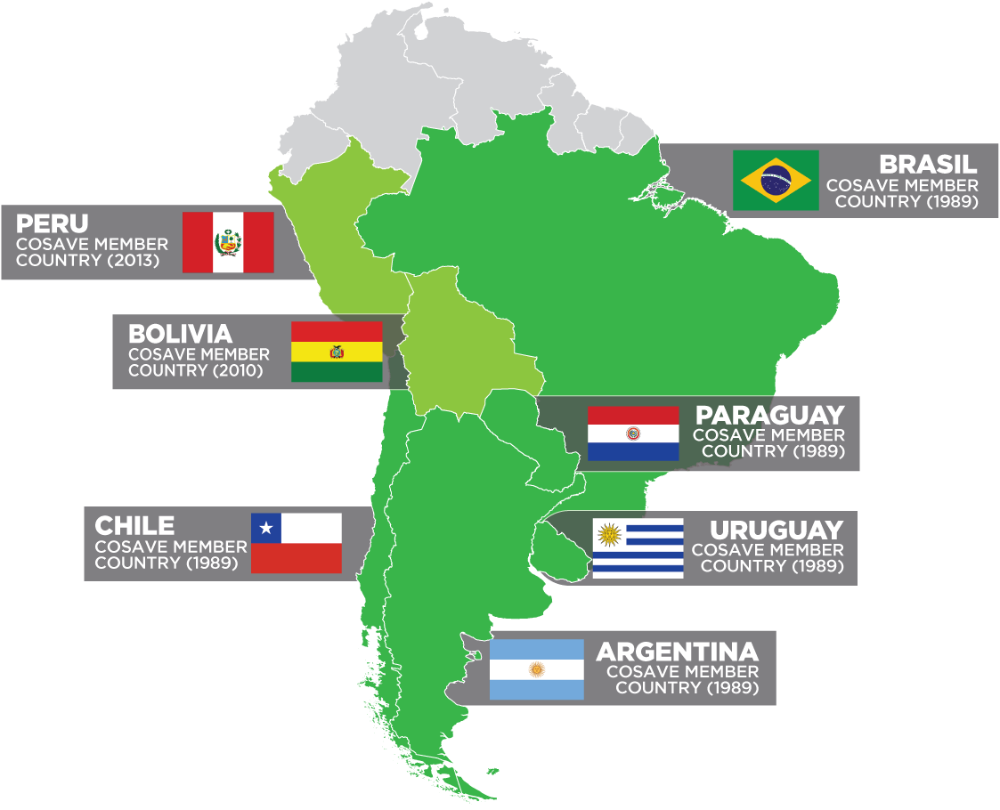 BRASIL
COSAVE MEMBER
COUNTRY (1989)
PERU
COSAVE MEMBER
COUNTRY (2013)
BOLIVIA
COSAVE MEMBER
COUNTRY (2010)
PARAGUAY
COSAVE MEMBER
COUNTRY (1989)
CHILE
COSAVE MEMBER
COUNTRY (1989)
URUGUAY
COSAVE MEMBER
COUNTRY (1989)
ARGENTINA
COSAVE MEMBER
COUNTRY (1989)